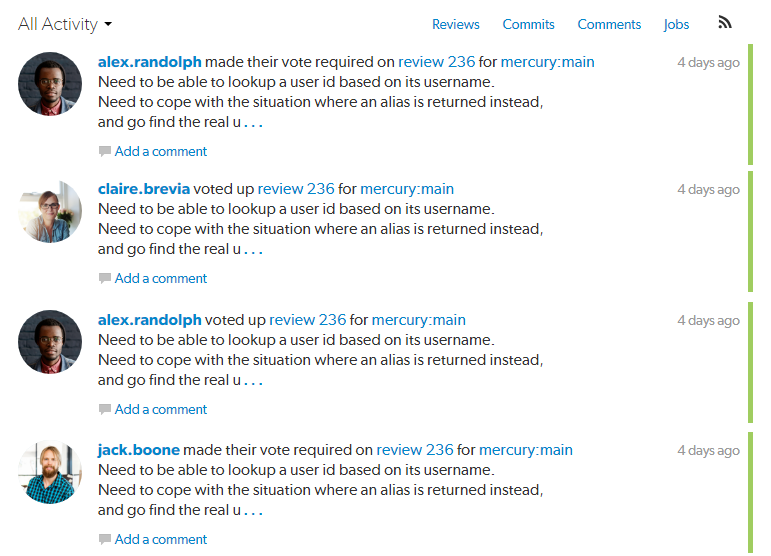 All Activity Reviews Commits Comments Jobs
alex.randolph made their vote required on review 236 for mercury:main 4 days ago
Need to be able to lookup a user id based on its username.
Need to cope with the situation where an alias is returned instead,
and go find the real u ...
Add a comment
claire.brevia voted up review 236 for mercury:main 4 days ago
Need to be able to lookup a user id based on its username.
Need to cope with the situation where an alias is returned instead,
and go find the real u ...
Add a comment
alex.randolph voted up review 236 for mercury:main 4 days ago
Need to be able to lookup a user id based on its username.
Need to cope with the situation where an alias is returned instead,
and go find the real u ...
Add a comment
jack.boone made their vote required on review 236 for mercury:main 4 days ago
Need to be able to lookup a user id based on its username.
Need to cope with the situation where an alias is returned instead,
and go find the real u ...
Add a comment